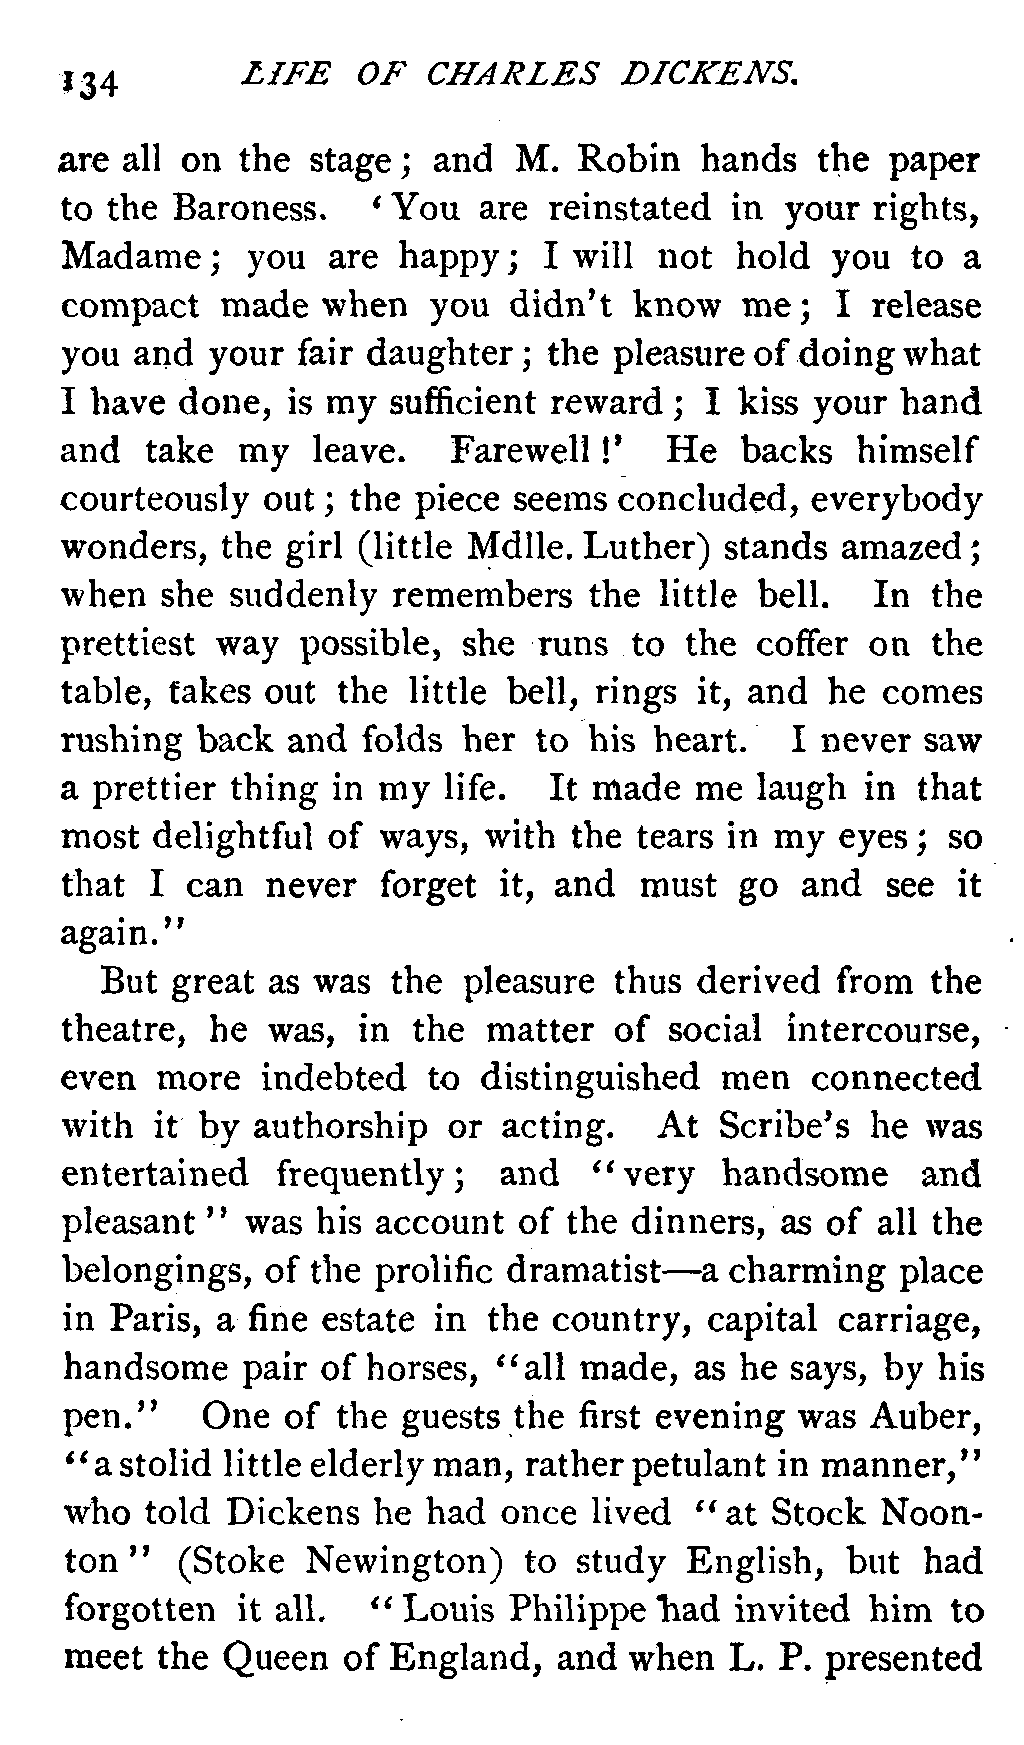 134 LIFE OF CHARLES DICKENS.
are all on the stage; and M. Robin hands the paper
to the Baroness. ‘You are reinstated in your rights,
Madame; you are happy; I will not hold you to a
compact made when you didn't know me; I release
you and your fair daughter; the pleasure of doing what
I have done, is my sufficient reward; I kiss your hand
and take my leave. Farewell!’ He backs himself
courteously out; the piece seems concluded, everybody
wonders, the girl (little Mdlle. Luther) stands amazed;
when she suddenly remembers the little bell. In the
prettiest way possible, she runs to the coffer on the
table, takes out the little bell, rings it, and he comes
rushing back and folds her to his heart. I never saw
a prettier thing in my life. It made me laugh in that
most delightful of ways, with the tears in my eyes; so
that I can never forget it, and must go and see it
again.”
But great as was the pleasure thus derived from the
theatre, he was, in the matter of social intercourse,
even more indebted to distinguished men connected
with it by authorship or acting. At Scribe's he was
entertained frequently; and “very handsome and
pleasant” was his account of the dinners, as of all the
belongings, of the prolific dramatist—a charming place
in Paris, a fine estate in the country, capital carriage,
handsome pair of horses, “all made, as he says, by his
pen.” One of the guests the first evening was Auber,
“a stolid little elderly man, rather petulant in manner,”
who told Dickens he had once lived “at Stock Noon-
ton” (Stoke Newington) to study English, but had
forgotten it all. “Louis Philippe had invited him to
meet the Queen of England, and when L. P. presented